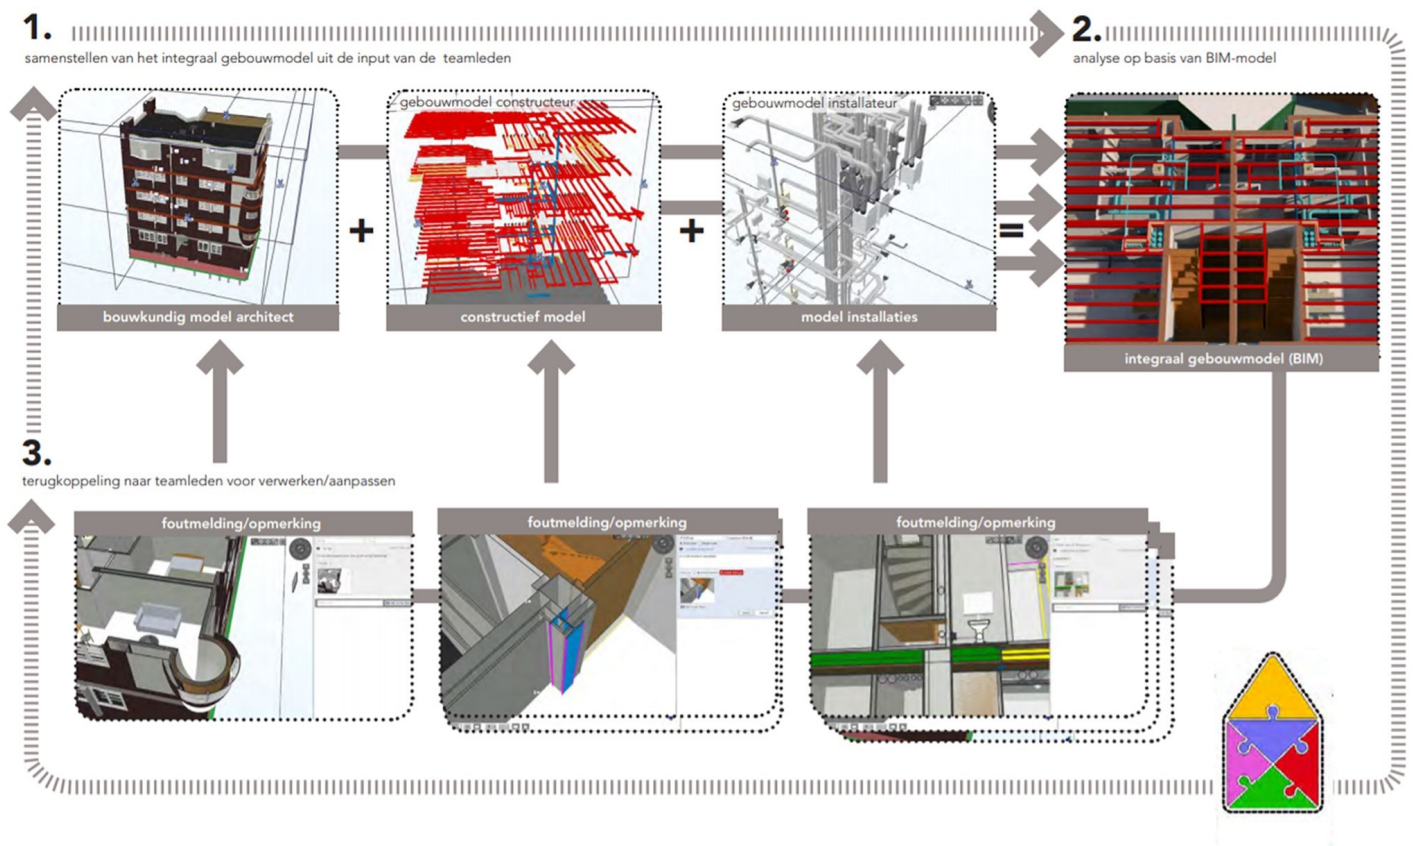 1.
samenstellen van het integraal gebouwmodel uit de input van de teamleden
2.
analyse op basis van BIM-model
gebouwmodel constructeur
gebouwmodel installateur
+
+
=
bouwkundig model architect
constructief model
model installaties
integraal gebouwmodel (BIM)
3.
terugkoppeling naar teamleden voor verwerken/aanpassen
foutmelding/opmerking
foutmelding/opmerking
foutmelding/opmerking